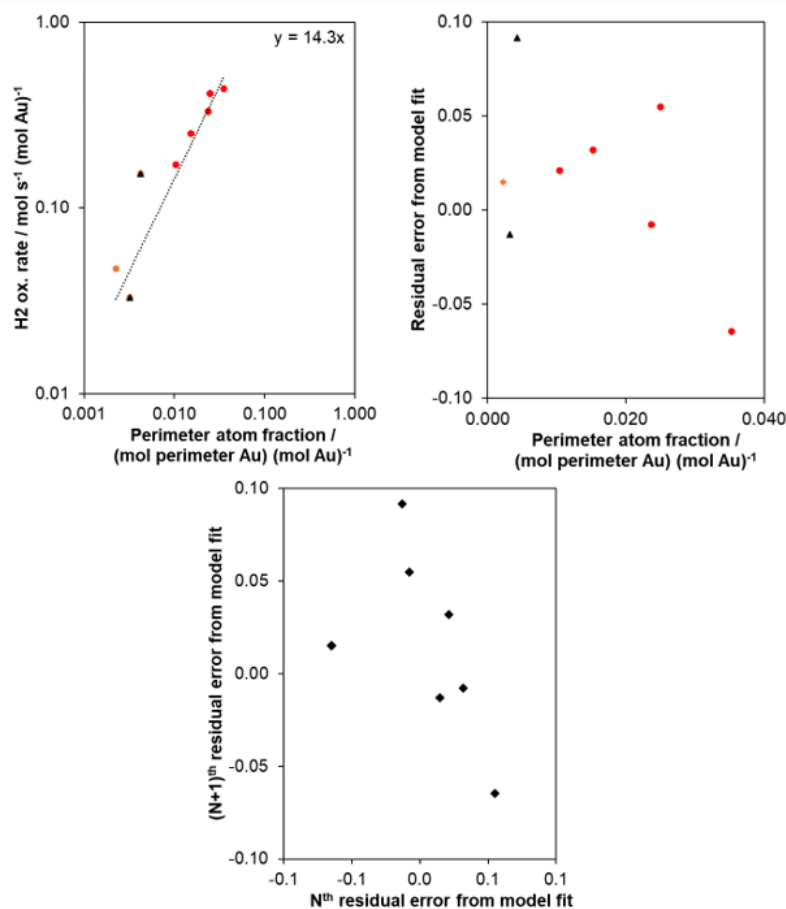 y = 14.3x
1.00
0.10
0.01
H2 ox. rate / mol s⁻¹ (mol Au)⁻¹
0.001 0.010 0.100 1.000
Perimeter atom fraction /
(mol perimeter Au) (mol Au)⁻¹
0.10
0.05
0.00
-0.05
-0.10
Residual error from model fit
0.000 0.020 0.040
Perimeter atom fraction /
(mol perimeter Au) (mol Au)⁻¹
0.10
0.05
0.00
-0.05
-0.10
(N+1)ᵗʰ residual error from model fit
-0.1 -0.1 0.0 0.1 0.1
Nᵗʰ residual error from model fit